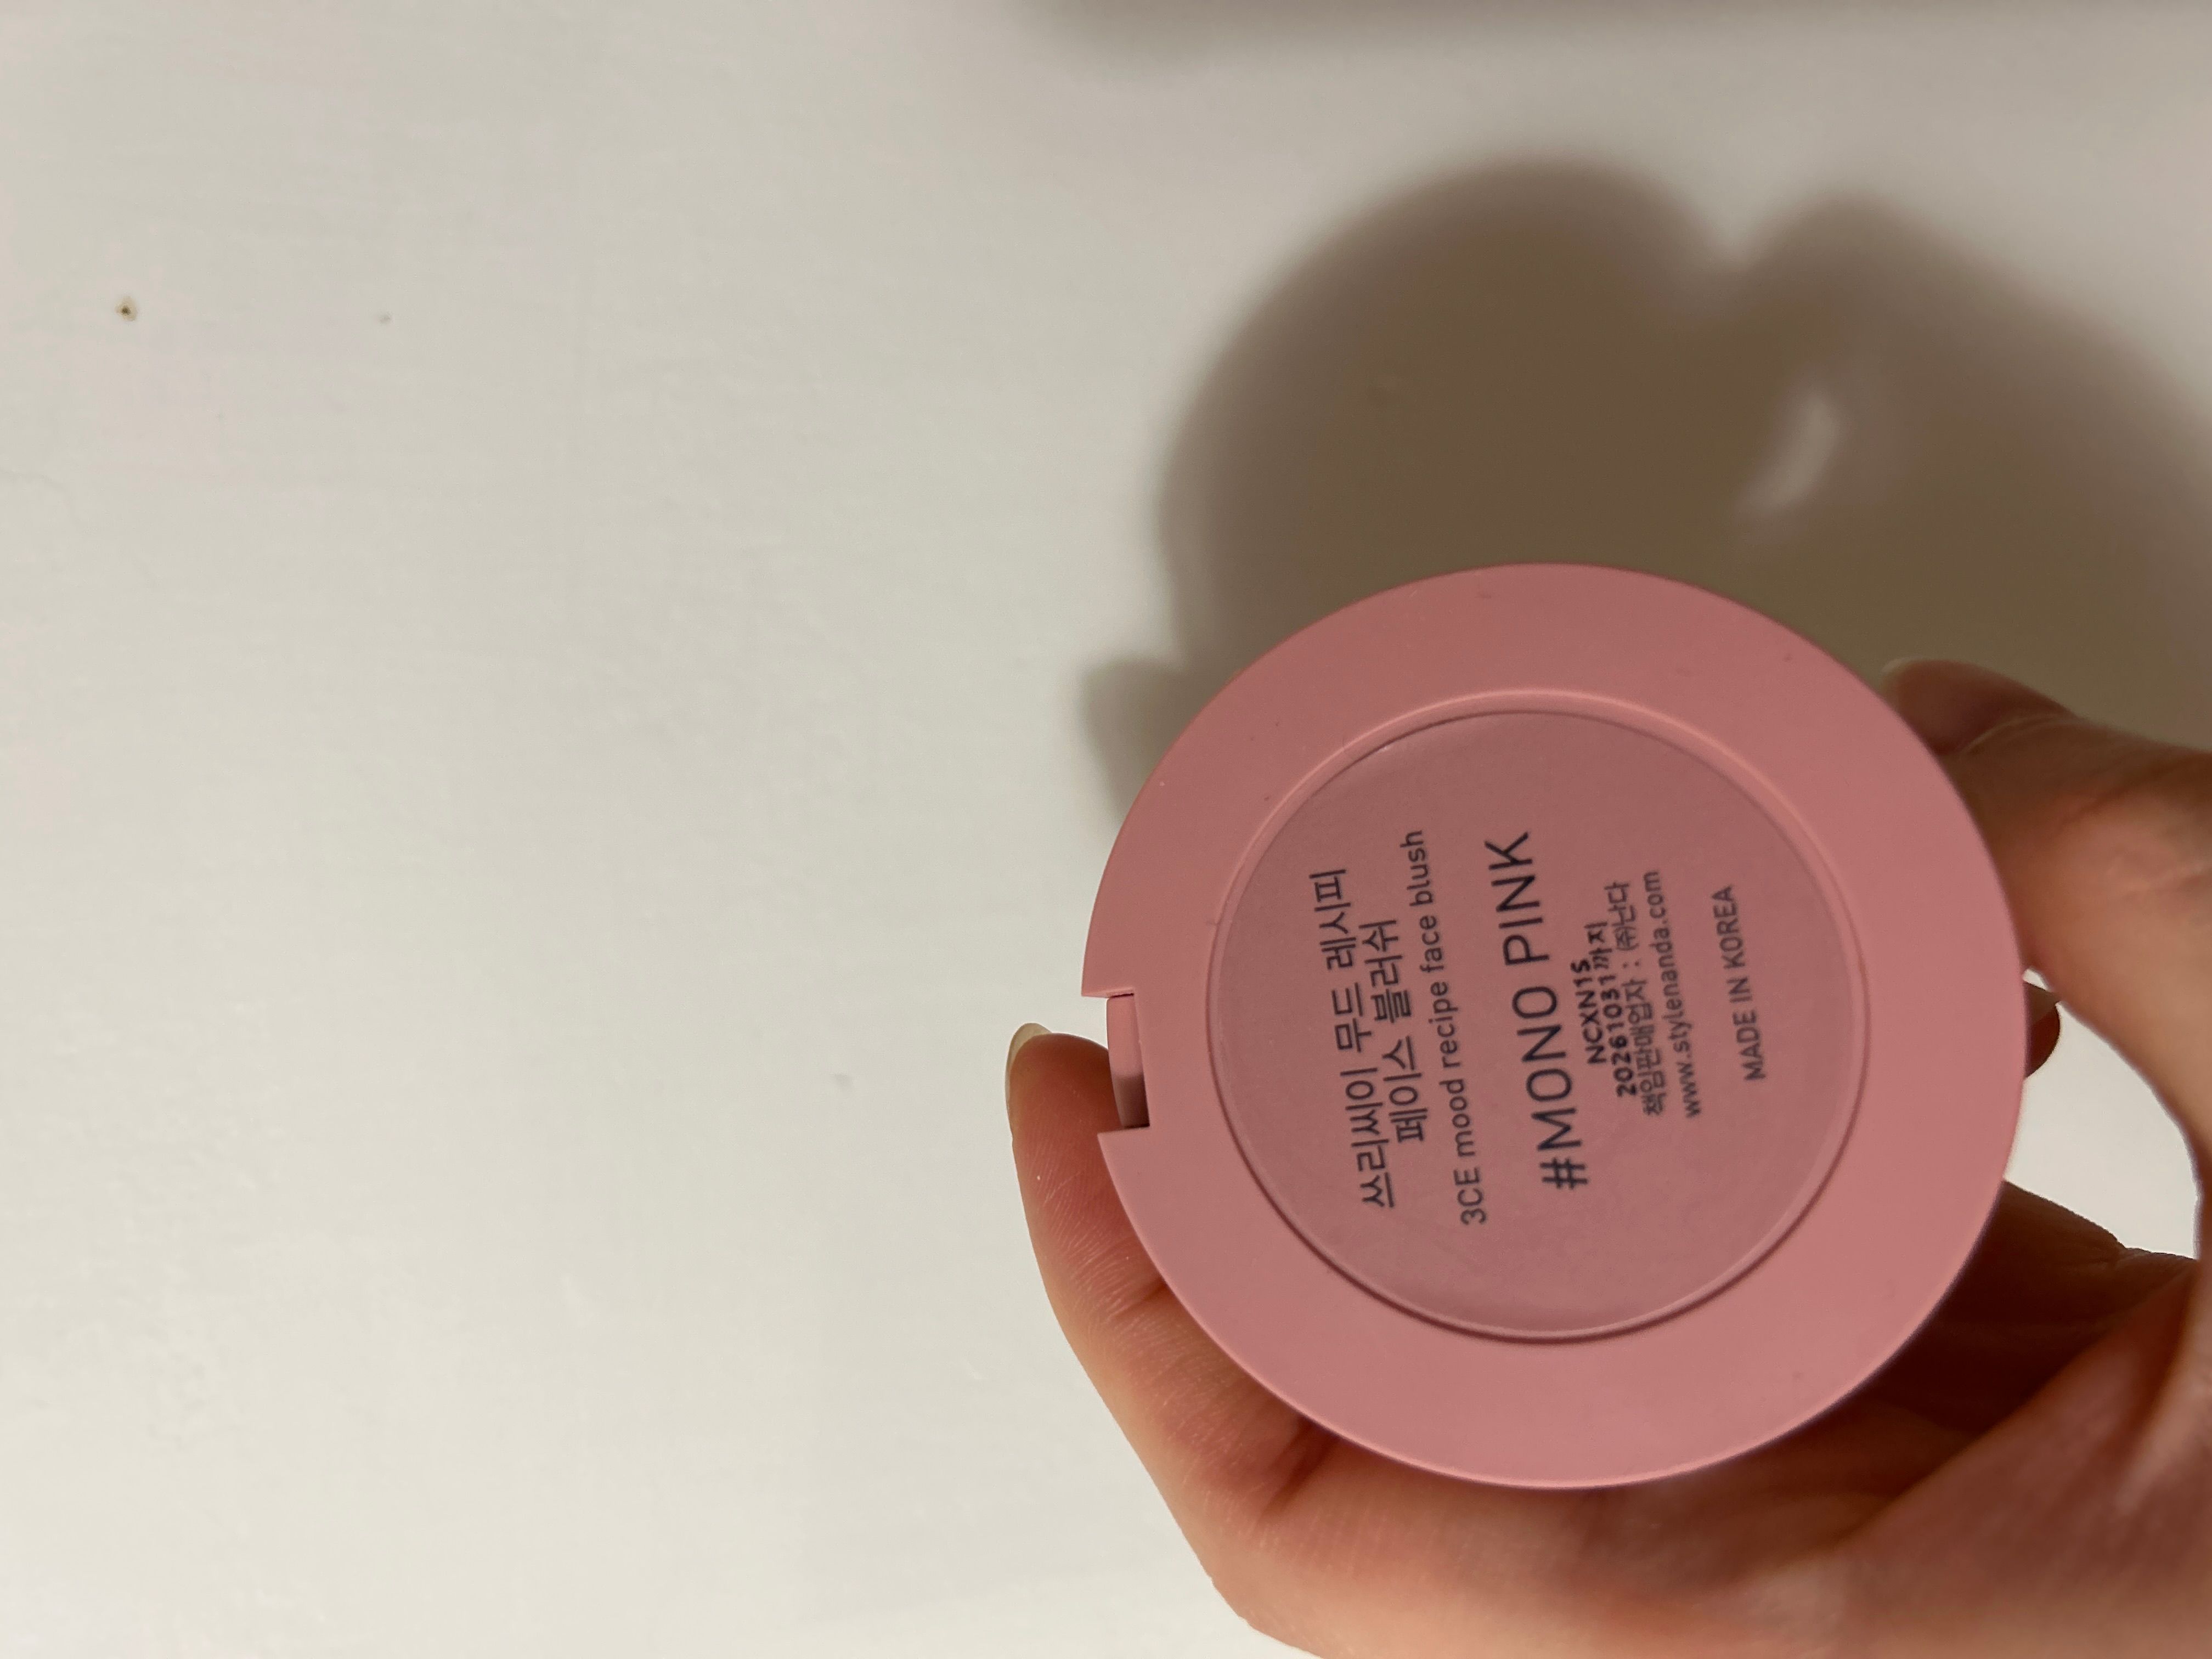 쓰리씨이 무드 레시피
페이스 블러쉬
3CE mood recipe face blush
#MONO PINK
NCXN1S
20261031까지
책임판매업자 : ㈜난다
www.stylenanda.com
MADE IN KOREA